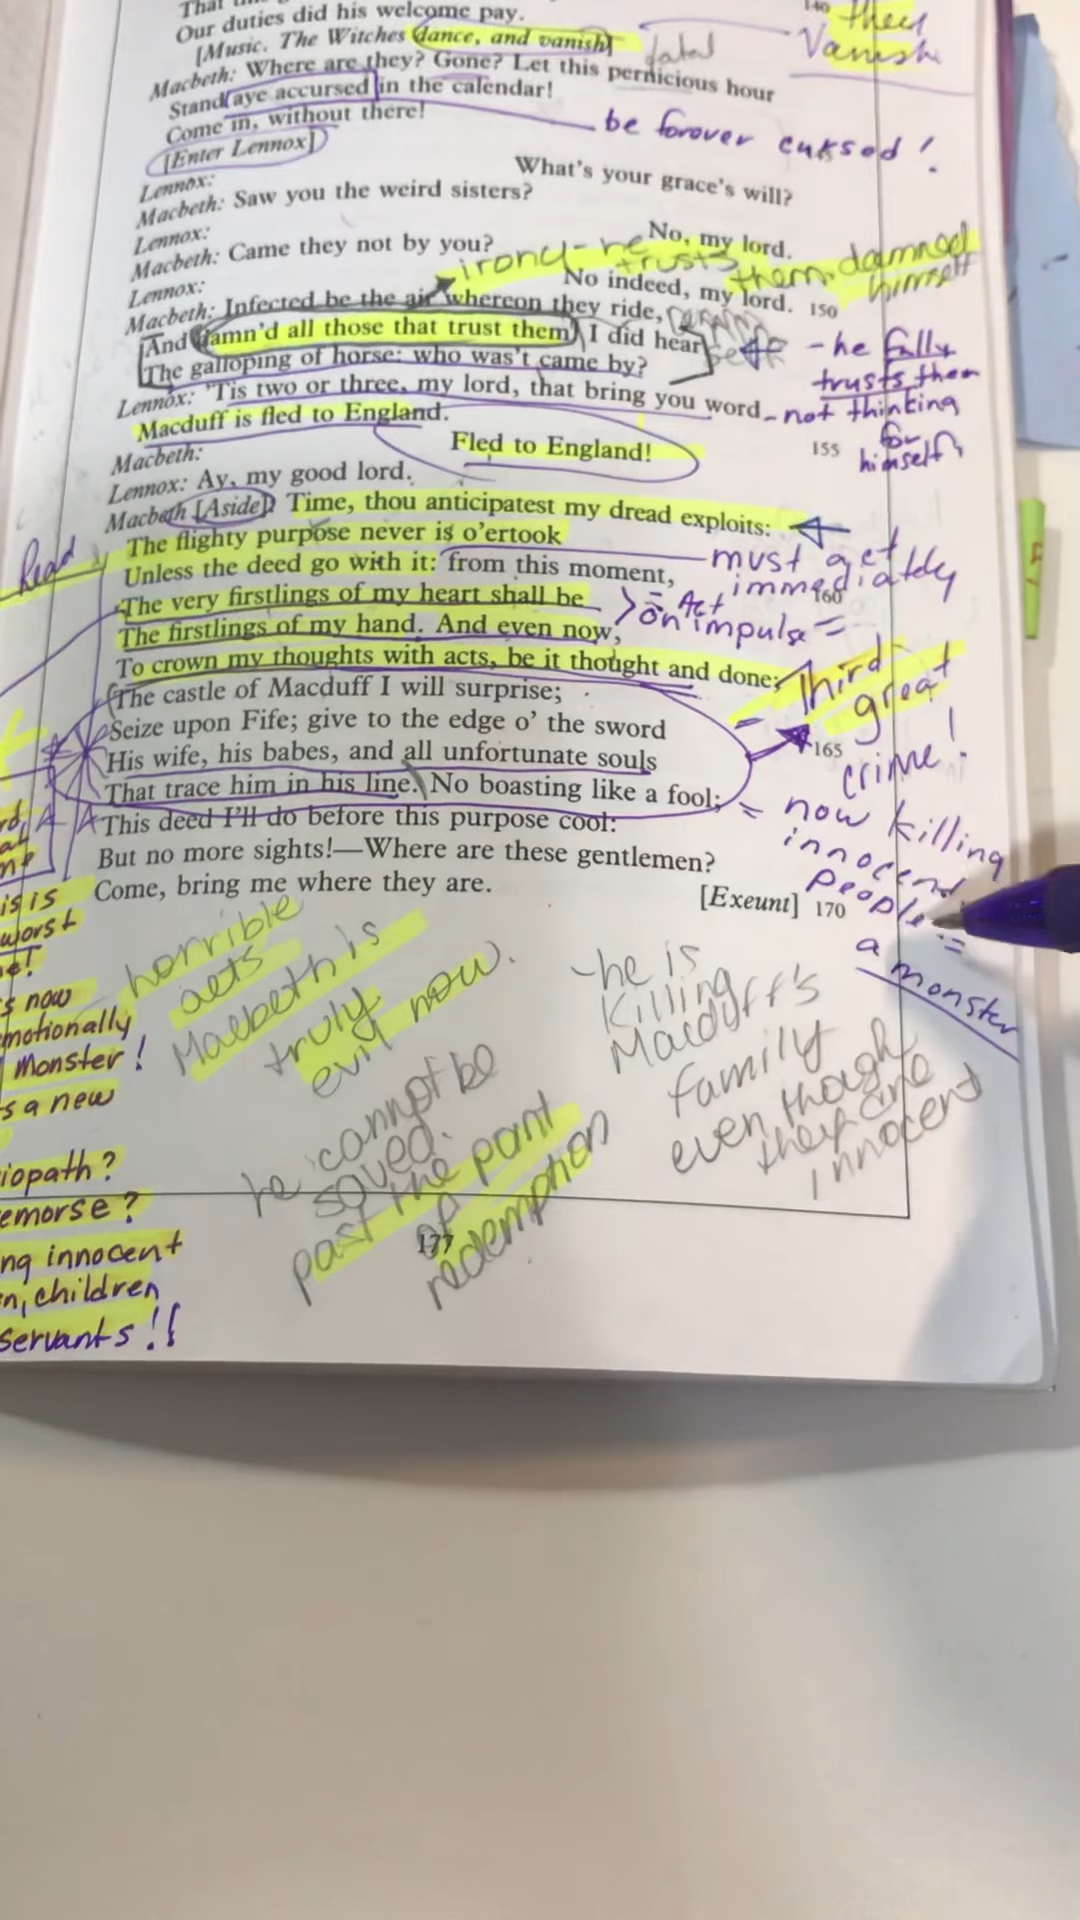 That
Our duties did his welcome pay.
[Music. The Witches dance, and vanish]
Macbeth: Where are they? Gone? Let this pernicious hour
Stand aye accursed in the calendar!
Come in, without there!
[Enter Lennox]
Lennox: What's your grace's will?
Macbeth: Saw you the weird sisters?
Lennox: No, my lord.
Macbeth: Came they not by you?
Lennox: No indeed, my lord. 150
Macbeth: Infected be the air whereon they ride,
And damn'd all those that trust them! I did hear
The galloping of horse: who was't came by?
Lennox: 'Tis two or three, my lord, that bring you word
Macduff is fled to England.
Macbeth: Fled to England! 155
Lennox: Ay, my good lord.
Macbeth [Aside]: Time, thou anticipatest my dread exploits:
The flighty purpose never is o'ertook
Unless the deed go with it: from this moment,
The very firstlings of my heart shall be 160
The firstlings of my hand. And even now,
To crown my thoughts with acts, be it thought and done:
The castle of Macduff I will surprise;
Seize upon Fife; give to the edge o' the sword
His wife, his babes, and all unfortunate souls 165
That trace him in his line. No boasting like a fool;
This deed I'll do before this purpose cool:
But no more sights!—Where are these gentlemen?
Come, bring me where they are.
[Exeunt] 170
177
they
Vanish
fated
be forover cursed!
irony - he
trusts them. damned
himself
- he fully
trusts them
- not thinking
for
himself
must act
immediately
= Act
on impulse =
Third
great
crime!
= now killing
innocent
people =
a monster
Read
is is
worst
s now
motionally
monster!
s a new
iopath?
emorse?
ng innocent
n, children
servants!!
horrible
acts
Macbeth is
truly
evil now.
he cannot be
saved.
past the point
of
redemption
- he is
killing
Macduff's
family
even though
they are
innocent